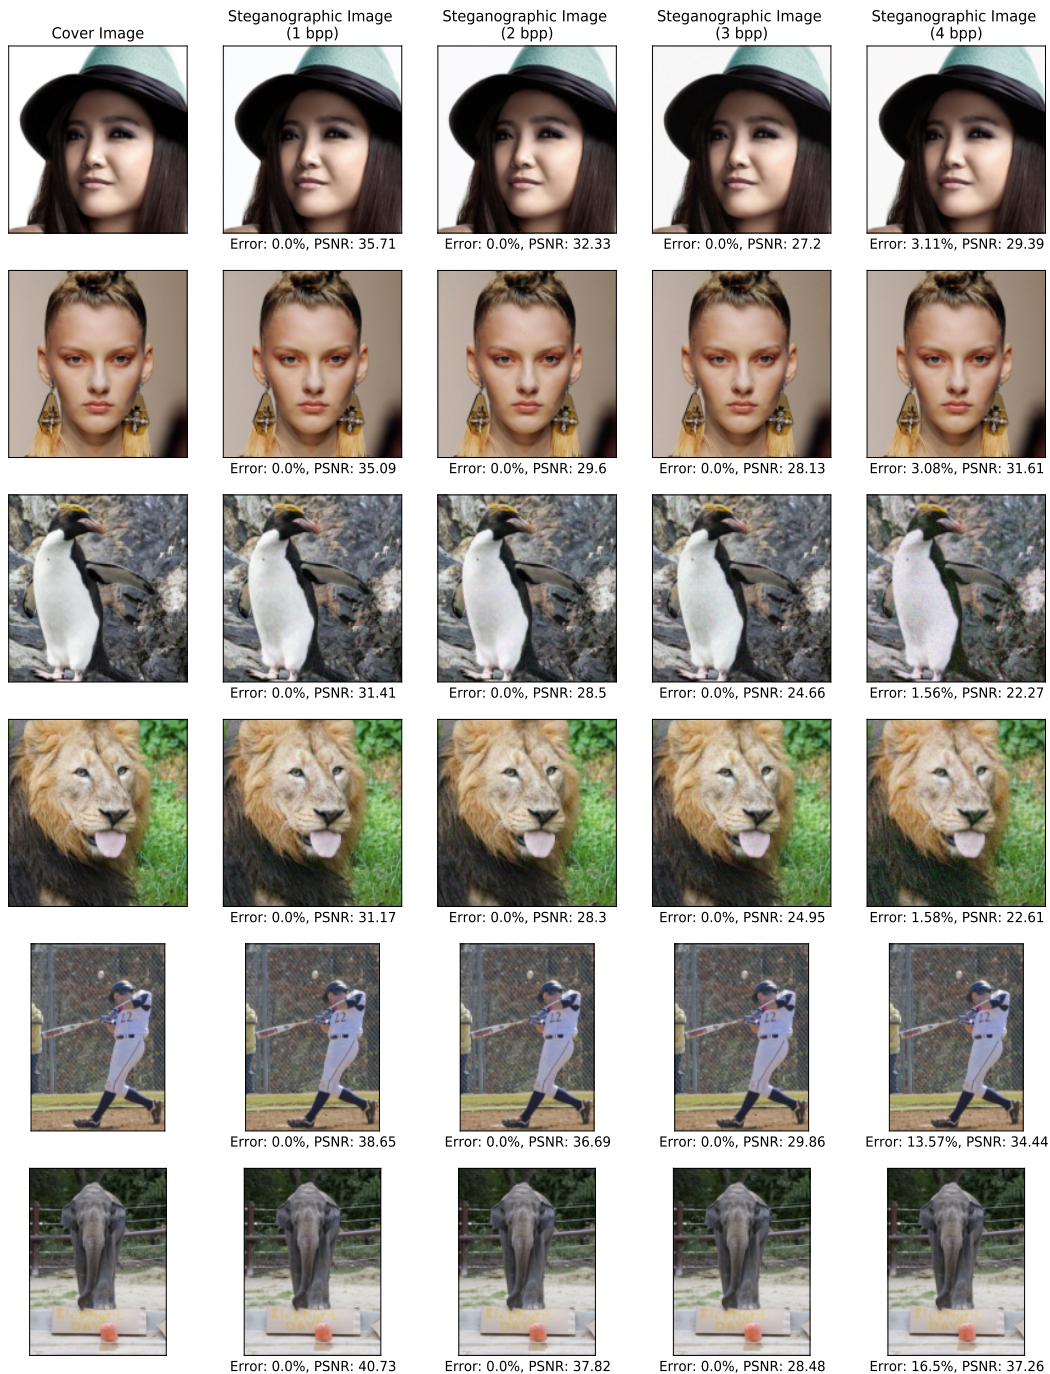 Cover Image
Steganographic Image
(1 bpp)
Steganographic Image
(2 bpp)
Steganographic Image
(3 bpp)
Steganographic Image
(4 bpp)
Error: 0.0%, PSNR: 35.71
Error: 0.0%, PSNR: 32.33
Error: 0.0%, PSNR: 27.2
Error: 3.11%, PSNR: 29.39
Error: 0.0%, PSNR: 35.09
Error: 0.0%, PSNR: 29.6
Error: 0.0%, PSNR: 28.13
Error: 3.08%, PSNR: 31.61
Error: 0.0%, PSNR: 31.41
Error: 0.0%, PSNR: 28.5
Error: 0.0%, PSNR: 24.66
Error: 1.56%, PSNR: 22.27
Error: 0.0%, PSNR: 31.17
Error: 0.0%, PSNR: 28.3
Error: 0.0%, PSNR: 24.95
Error: 1.58%, PSNR: 22.61
22
22
22
22
22
Error: 0.0%, PSNR: 38.65
Error: 0.0%, PSNR: 36.69
Error: 0.0%, PSNR: 29.86
Error: 13.57%, PSNR: 34.44
Error: 0.0%, PSNR: 40.73
Error: 0.0%, PSNR: 37.82
Error: 0.0%, PSNR: 28.48
Error: 16.5%, PSNR: 37.26